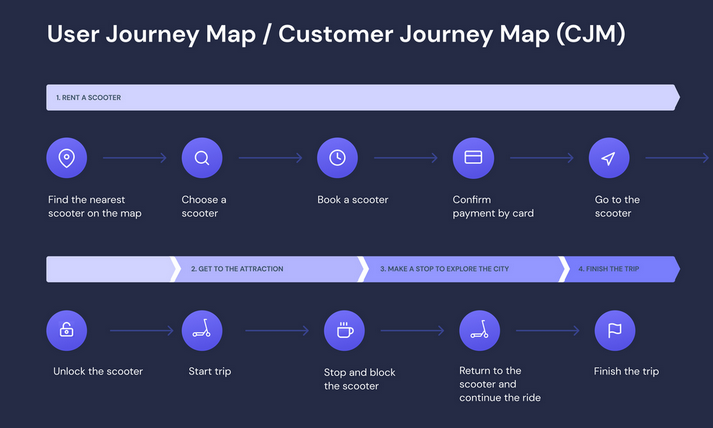 User Journey Map / Customer Journey Map (CJM)
1. RENT A SCOOTER
Find the nearest
scooter on the map
Choose a
scooter
Book a scooter
Confirm
payment by card
Go to the
scooter
2. GET TO THE ATTRACTION
3. MAKE A STOP TO EXPLORE THE CITY
4. FINISH THE TRIP
Unlock the scooter
Start trip
Stop and block
the scooter
Return to the
scooter and
continue the ride
Finish the trip